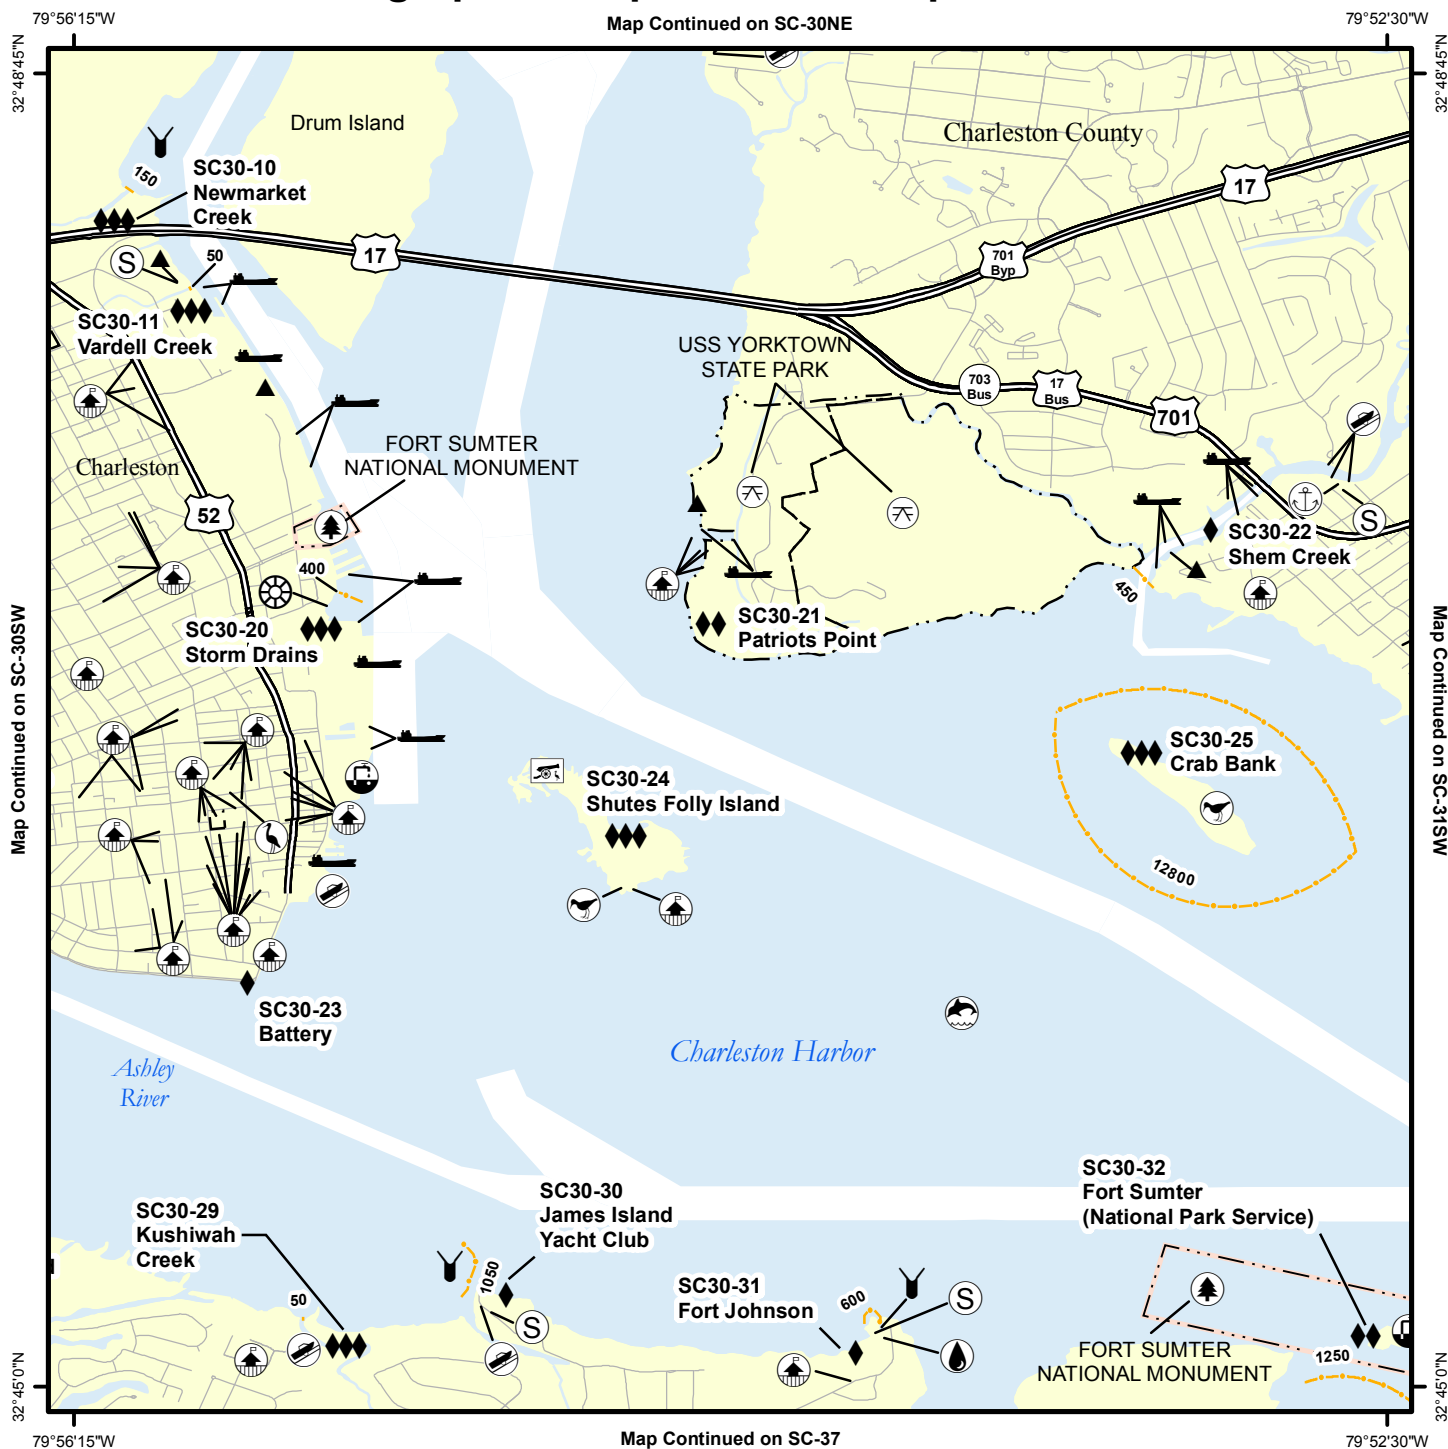 79°56'15"W
Map Continued on SC-30NE
79°52'30"W
32°48'45"N
32°48'45"N
Drum Island
Charleston County
150
SC30-10
Newmarket
Creek
17
17
701
Byp
S
50
SC30-11
Vardell Creek
USS YORKTOWN
STATE PARK
703
Bus
17
Bus
701
FORT SUMTER
NATIONAL MONUMENT
Charleston
52
S
SC30-22
Shem Creek
400
450
SC30-20
Storm Drains
SC30-21
Patriots Point
Map Continued on SC-30SW
Map Continued on SC-31SW
SC30-25
Crab Bank
SC30-24
Shutes Folly Island
12800
SC30-23
Battery
Charleston Harbor
Ashley
River
SC30-32
Fort Sumter
(National Park Service)
SC30-30
James Island
Yacht Club
SC30-29
Kushiwah
Creek
1050
SC30-31
Fort Johnson
600
S
50
S
FORT SUMTER
NATIONAL MONUMENT
1250
32°45'0"N
32°45'0"N
79°56'15"W
Map Continued on SC-37
79°52'30"W